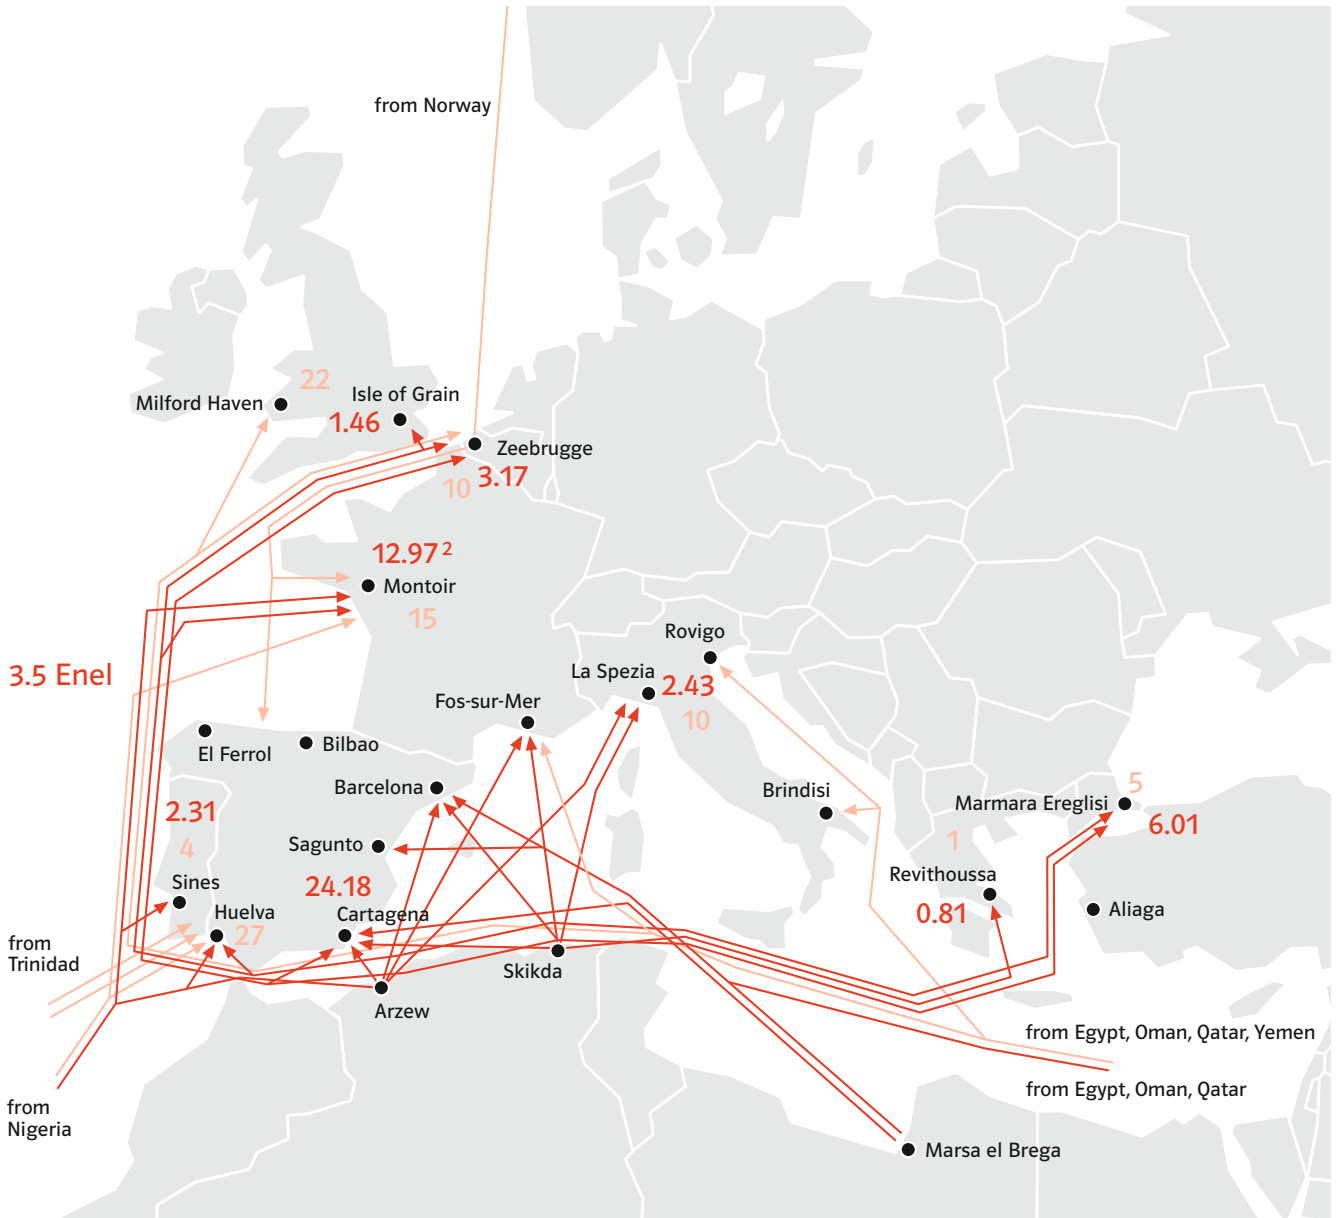 from Norway
22
Isle of Grain
Milford Haven
1.46
Zeebrugge
10
3.17
12.97²
Montoir
15
Rovigo
3.5 Enel
La Spezia
2.43
Fos-sur-Mer
10
El Ferrol
Bilbao
Barcelona
Brindisi
5
Marmara Ereglisi
2.31
6.01
4
Sagunto
1
Sines
24.18
Revithoussa
Huelva
Cartagena
0.81
Aliaga
27
from
Trinidad
Skikda
Arzew
from Egypt, Oman, Qatar, Yemen
from Egypt, Oman, Qatar
from
Nigeria
Marsa el Brega